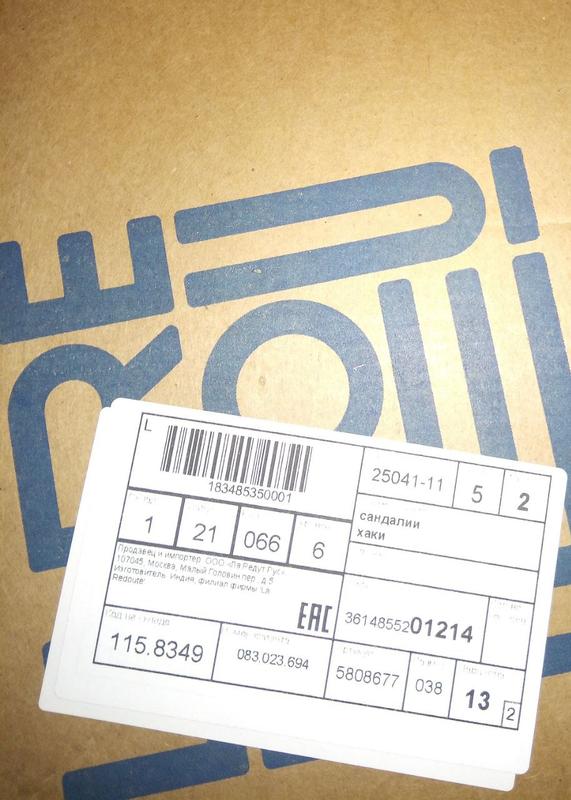 RE
L
183485350001
25041-11
5
2
сандалии
хаки
1
21
066
6
Продавец и импортер: ООО «Ла Редут Рус»
107045, Москва, Малый Головин пер., д.5
Изготовитель: Индия, филиал фирмы "La
Redoute"
EAC
3614855201214
115.8349
083.023.694
5808677
038
13
2